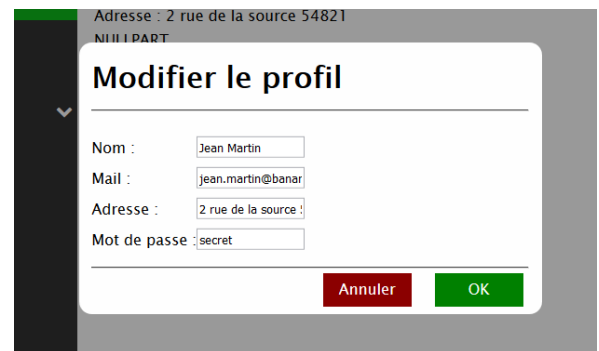 Adresse : 2 rue de la source 54821
NULLPART
Modifier le profil
Nom : Jean Martin
Mail : jean.martin@banar
Adresse : 2 rue de la source
Mot de passe : secret
Annuler OK